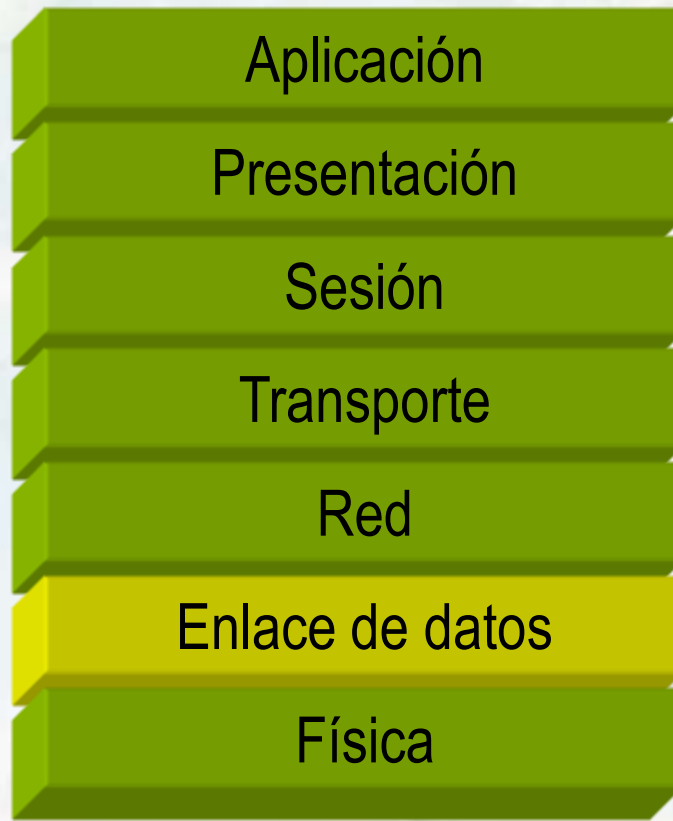 Aplicación
Presentación
Sesión
Transporte
Red
Enlace de datos
Física